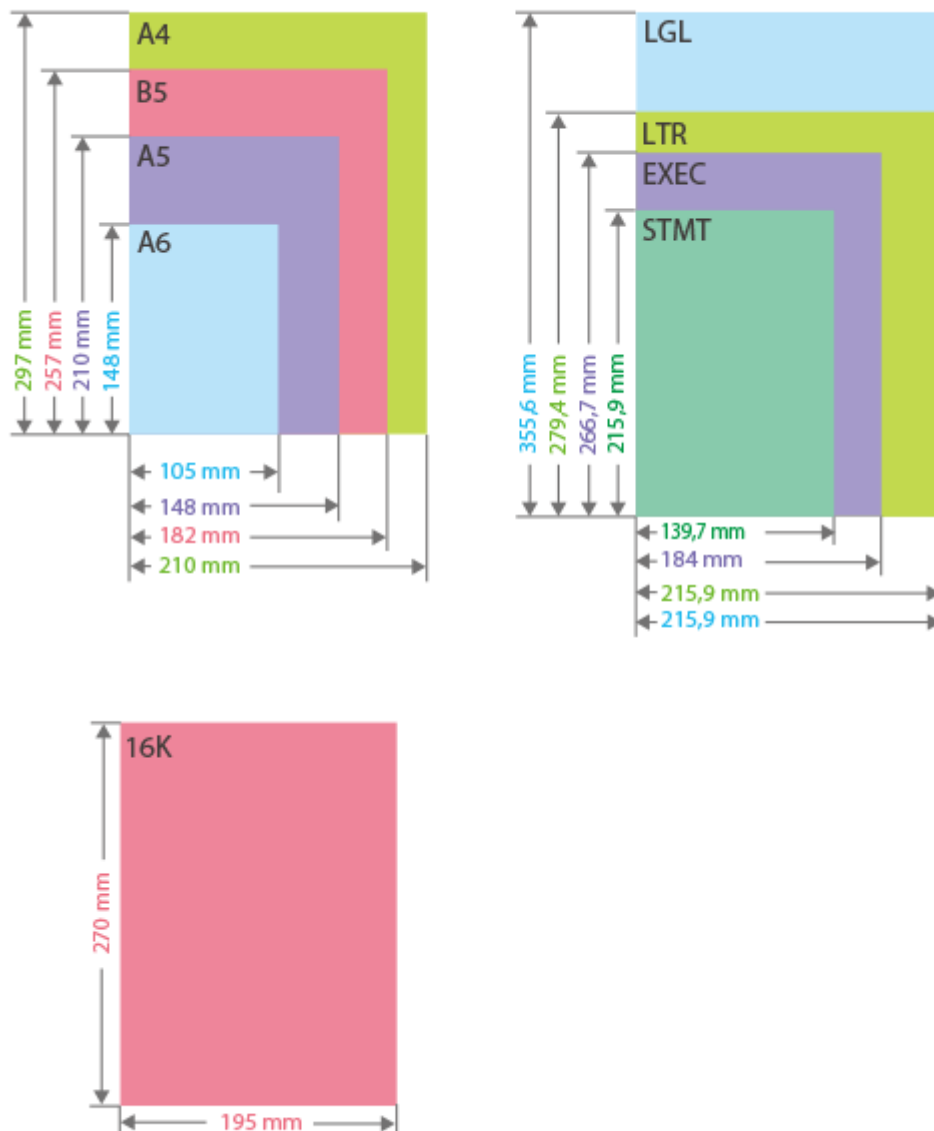 A4
B5
A5
A6
297 mm
257 mm
210 mm
148 mm
105 mm
148 mm
182 mm
210 mm
LGL
LTR
EXEC
STMT
355,6 mm
279,4 mm
266,7 mm
215,9 mm
139,7 mm
184 mm
215,9 mm
215,9 mm
16K
270 mm
195 mm